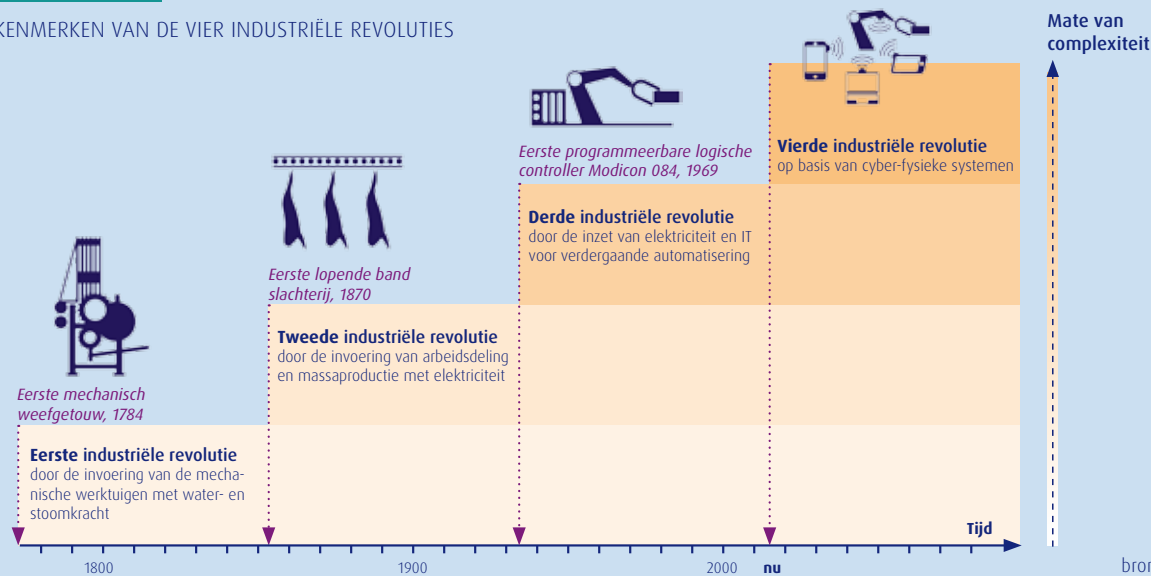 KENMERKEN VAN DE VIER INDUSTRIËLE REVOLUTIES
Mate van
complexiteit
Eerste programmeerbare logische
controller Modicon 084, 1969
Vierde industriële revolutie
op basis van cyber-fysieke systemen
Derde industriële revolutie
door de inzet van elektriciteit en IT
voor verdergaande automatisering
Eerste lopende band
slachterij, 1870
Tweede industriële revolutie
door de invoering van arbeidsdeling
en massaproductie met elektriciteit
Eerste mechanisch
weefgetouw, 1784
Eerste industriële revolutie
door de invoering van de mecha-
nische werktuigen met water- en
stoomkracht
Tijd
1800
1900
2000
nu
bron